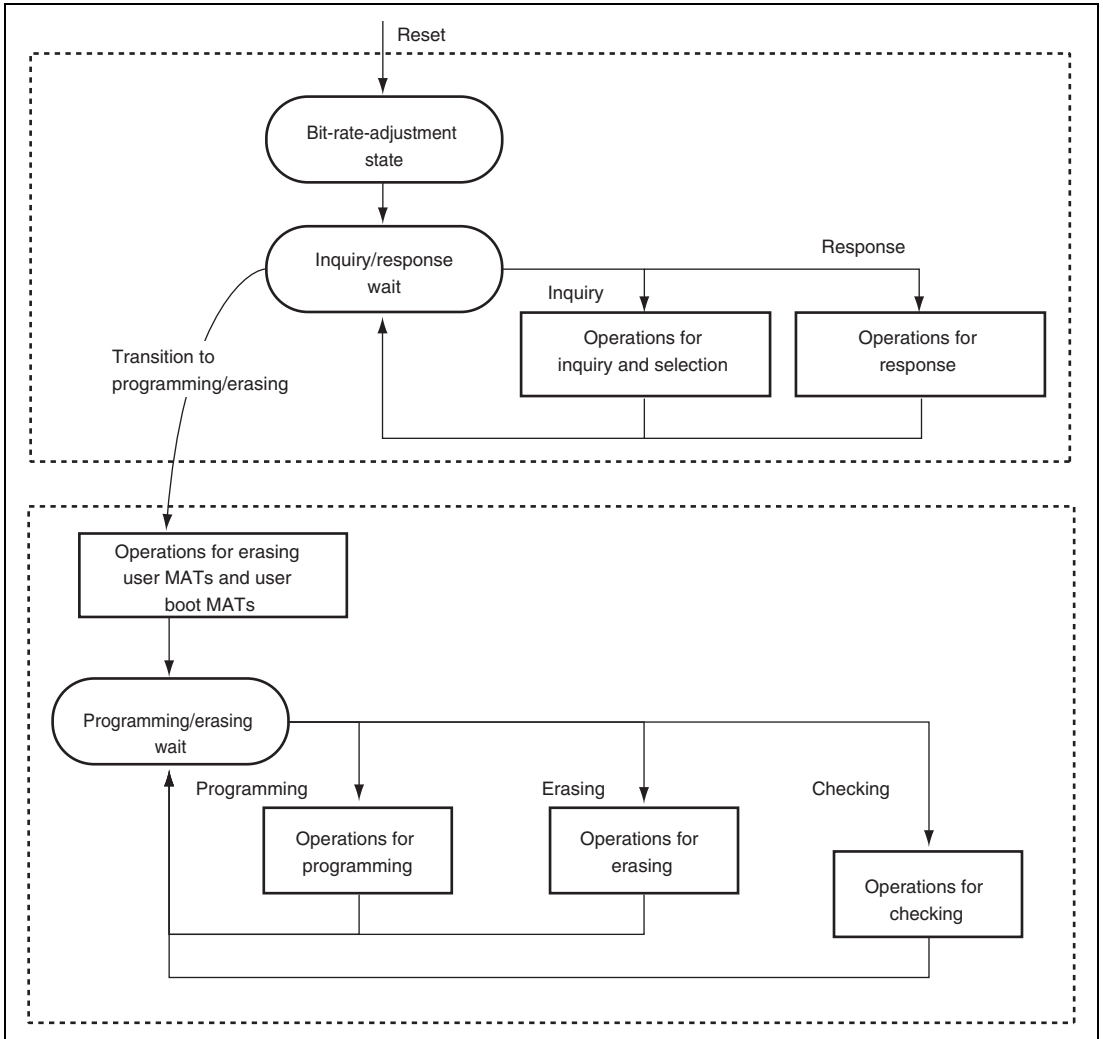 Reset
Bit-rate-adjustment
state
Inquiry/response
wait
Response
Inquiry
Operations for
inquiry and selection
Operations for
response
Transition to
programming/erasing
Operations for erasing
user MATs and user
boot MATs
Programming/erasing
wait
Programming
Erasing
Checking
Operations for
programming
Operations for
erasing
Operations for
checking